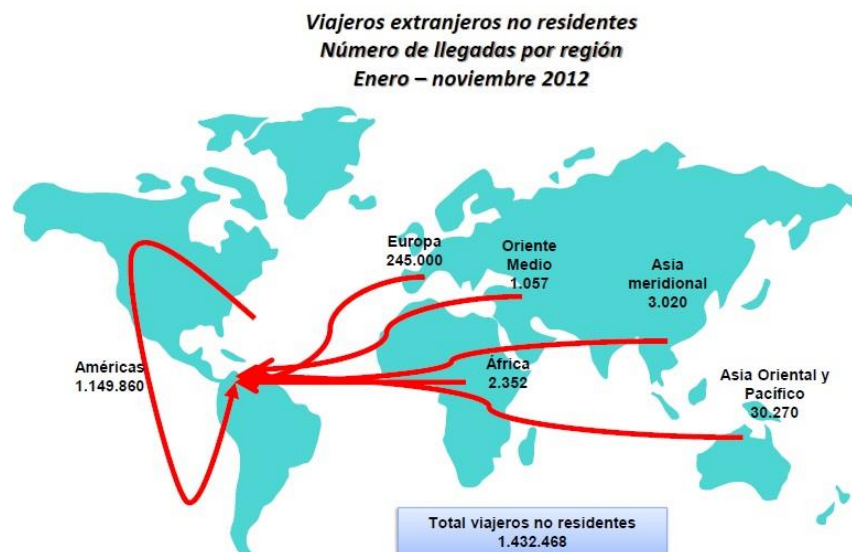 Viajeros extranjeros no residentes
Número de llegadas por región
Enero – noviembre 2012
Europa
245.000
Oriente
Medio
1.057
Asia
meridional
3.020
Américas
1.149.860
África
2.352
Asia Oriental y
Pacífico
30.270
Total viajeros no residentes
1.432.468